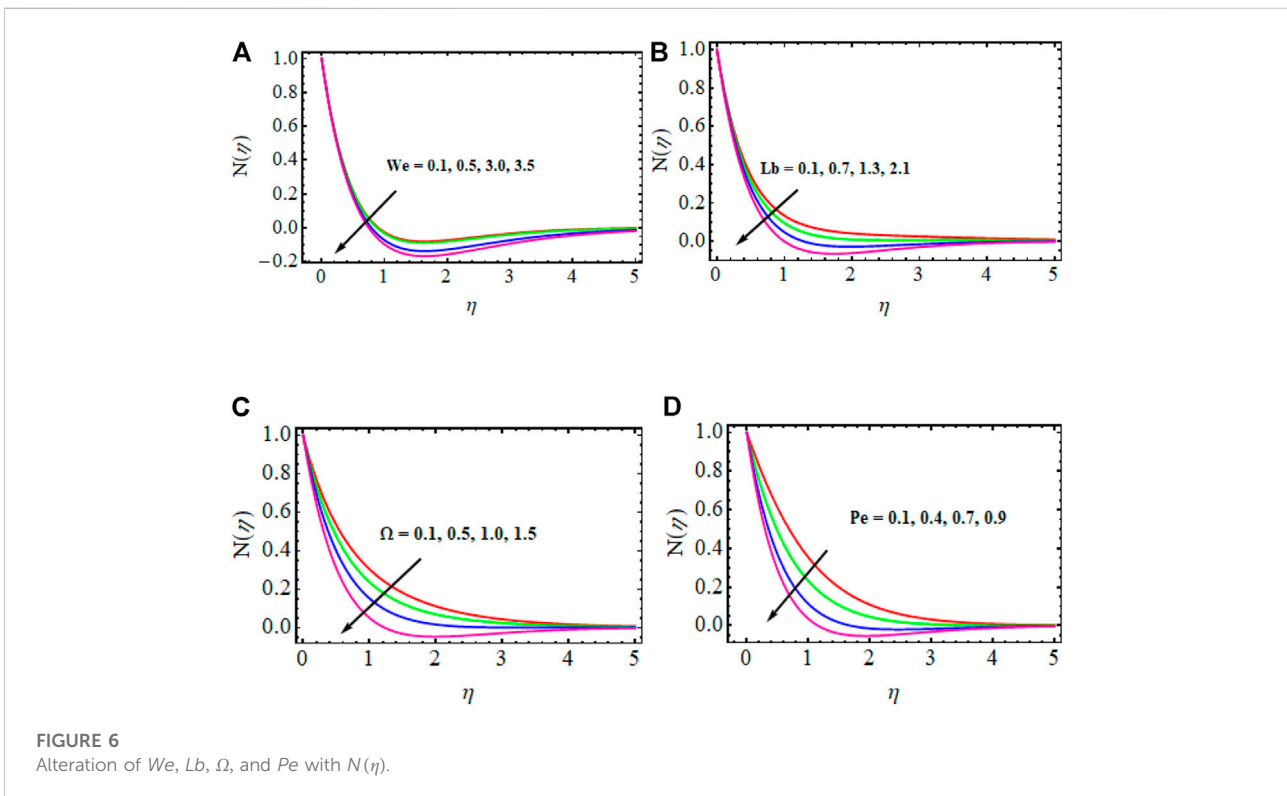 A
1.0
0.8
0.6
0.4
0.2
0.0
−0.2
N(η)
We = 0.1, 0.5, 3.0, 3.5
0 1 2 3 4 5
η
B
1.0
0.8
0.6
0.4
0.2
0.0
N(η)
Lb = 0.1, 0.7, 1.3, 2.1
0 1 2 3 4 5
η
C
1.0
0.8
0.6
0.4
0.2
0.0
N(η)
Ω = 0.1, 0.5, 1.0, 1.5
0 1 2 3 4 5
η
D
1.0
0.8
0.6
0.4
0.2
0.0
N(η)
Pe = 0.1, 0.4, 0.7, 0.9
0 1 2 3 4 5
η
FIGURE 6
Alteration of We, Lb, Ω, and Pe with N(η).